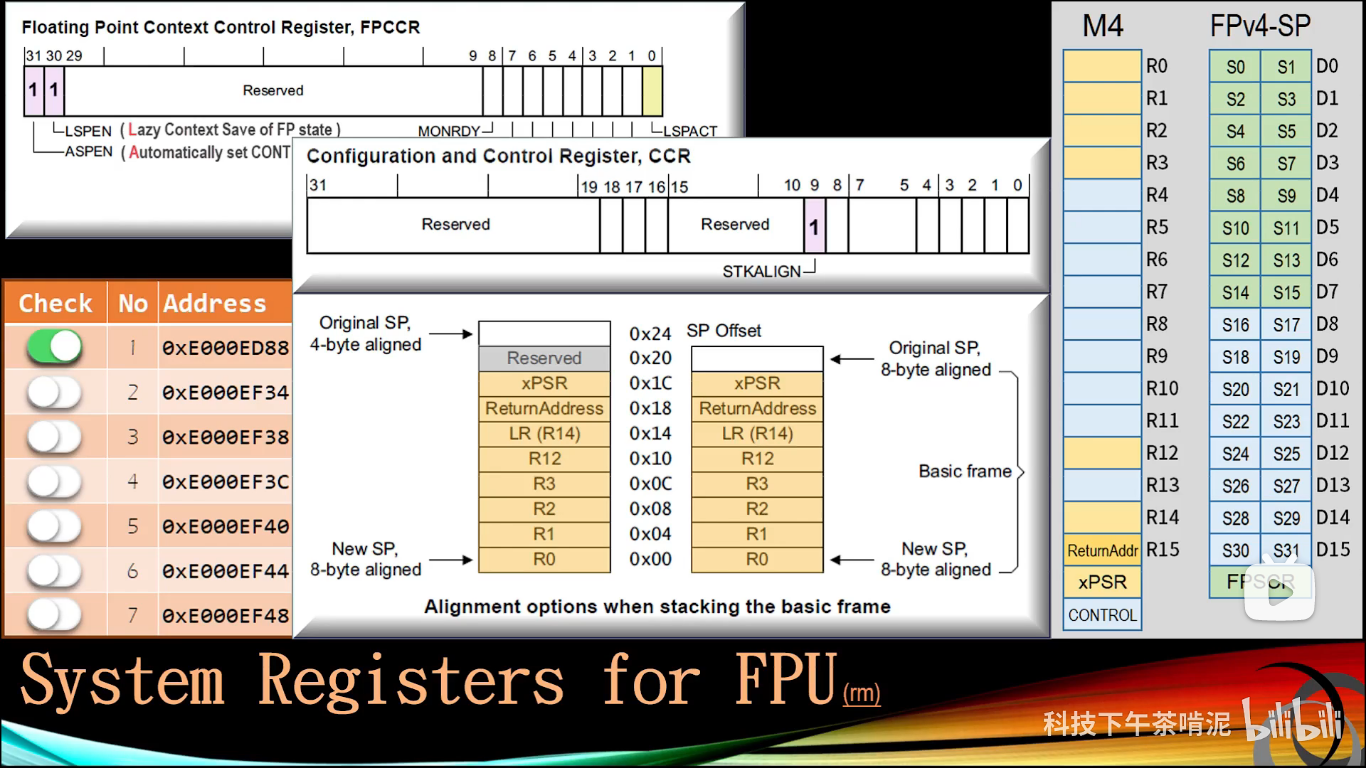 Floating Point Context Control Register, FPCCR
31 30 29 9 8 7 6 5 4 3 2 1 0
1 1 Reserved
LSPEN ( Lazy Context Save of FP state ) MONRDY LSPACT
ASPEN ( Automatically set CONT
Configuration and Control Register, CCR
31 19 18 17 16 15 10 9 8 7 5 4 3 2 1 0
Reserved Reserved 1
STKALIGN
Check No Address
1 0xE000ED88
2 0xE000EF34
3 0xE000EF38
4 0xE000EF3C
5 0xE000EF40
6 0xE000EF44
7 0xE000EF48
Original SP,
4-byte aligned
0x24 SP Offset
Reserved 0x20
Original SP,
8-byte aligned
xPSR 0x1C xPSR
ReturnAddress 0x18 ReturnAddress
LR (R14) 0x14 LR (R14)
R12 0x10 R12
Basic frame
R3 0x0C R3
R2 0x08 R2
R1 0x04 R1
New SP,
8-byte aligned
R0 0x00 R0
New SP,
8-byte aligned
Alignment options when stacking the basic frame
M4 FPv4-SP
R0 S0 S1 D0
R1 S2 S3 D1
R2 S4 S5 D2
R3 S6 S7 D3
R4 S8 S9 D4
R5 S10 S11 D5
R6 S12 S13 D6
R7 S14 S15 D7
R8 S16 S17 D8
R9 S18 S19 D9
R10 S20 S21 D10
R11 S22 S23 D11
R12 S24 S25 D12
R13 S26 S27 D13
R14 S28 S29 D14
ReturnAddr R15 S30 S31 D15
xPSR FPSCR
CONTROL
System Registers for FPU (rm)
科技下午茶啃泥 bilibili